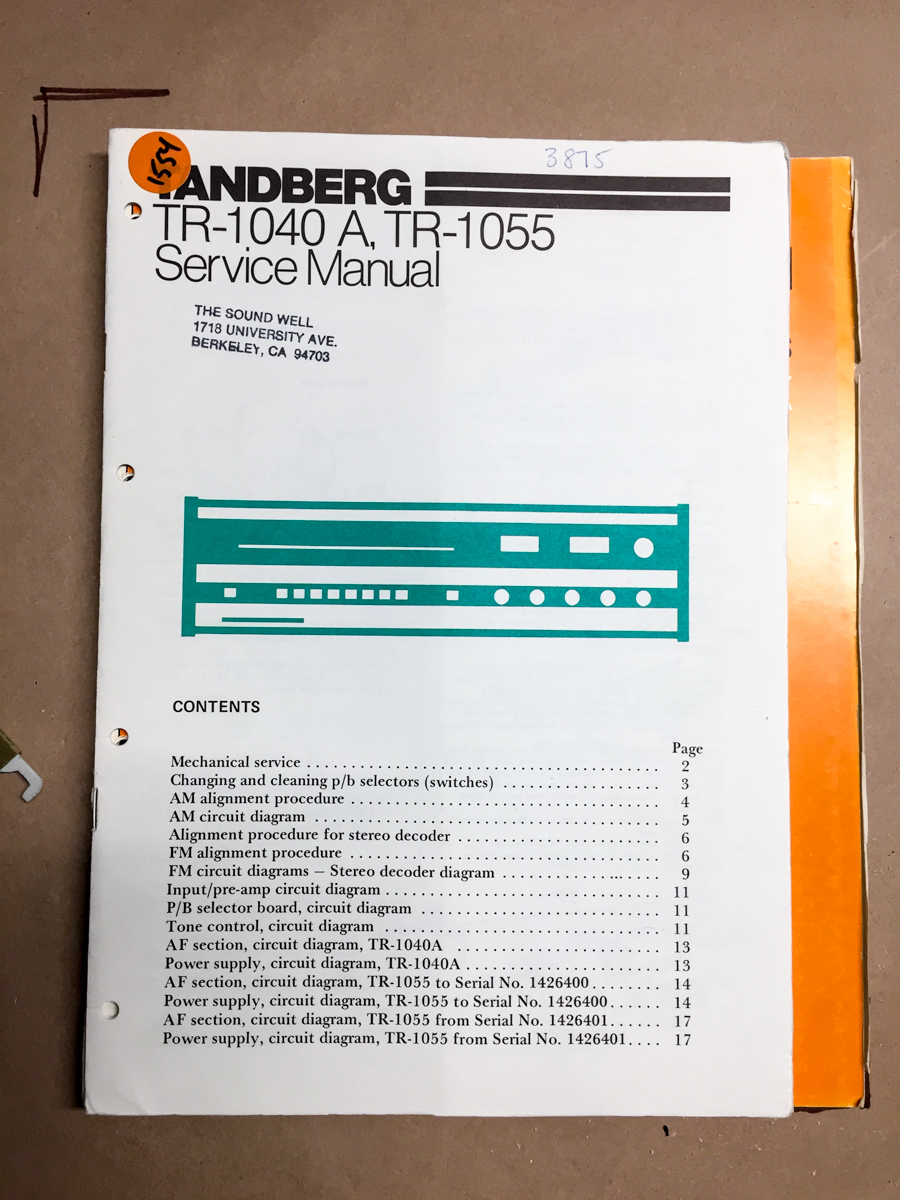 3875
1554
TANDBERG
TR-1040 A, TR-1055
Service Manual
THE SOUND WELL
1718 UNIVERSITY AVE.
BERKELEY, CA 94703
CONTENTS
Page
Mechanical service . . . . . . . . . . . . . . . . . . . . . . . . . . . . . . . . . . . . . . . . 2
Changing and cleaning p/b selectors (switches) . . . . . . . . . . . . . . . . . . 3
AM alignment procedure . . . . . . . . . . . . . . . . . . . . . . . . . . . . . . . . . . . 4
AM circuit diagram . . . . . . . . . . . . . . . . . . . . . . . . . . . . . . . . . . . . . . . 5
Alignment procedure for stereo decoder . . . . . . . . . . . . . . . . . . . . . . . 6
FM alignment procedure . . . . . . . . . . . . . . . . . . . . . . . . . . . . . . . . . . . 6
FM circuit diagrams – Stereo decoder diagram . . . . . . . . . . . . ... . . . . . 9
Input/pre-amp circuit diagram . . . . . . . . . . . . . . . . . . . . . . . . . . . . . . . 11
P/B selector board, circuit diagram . . . . . . . . . . . . . . . . . . . . . . . . . . . 11
Tone control, circuit diagram . . . . . . . . . . . . . . . . . . . . . . . . . . . . . . . . 11
AF section, circuit diagram, TR-1040A . . . . . . . . . . . . . . . . . . . . . . . 13
Power supply, circuit diagram, TR-1040A . . . . . . . . . . . . . . . . . . . . . . 13
AF section, circuit diagram, TR-1055 to Serial No. 1426400 . . . . . . . . 14
Power supply, circuit diagram, TR-1055 to Serial No. 1426400 . . . . . . 14
AF section, circuit diagram, TR-1055 from Serial No. 1426401 . . . . . . 17
Power supply, circuit diagram, TR-1055 from Serial No. 1426401 . . . . 17